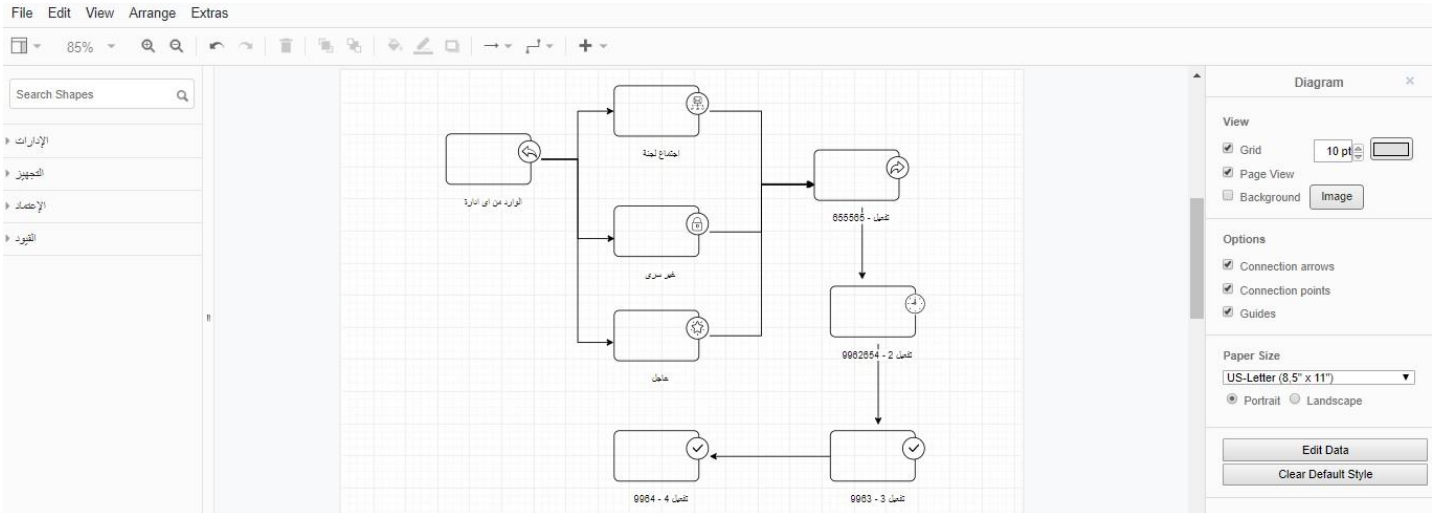 File Edit View Arrange Extras
85%
Search Shapes
الإدارات
التجهيز
الإعتماد
القيود
اجتماع لجنة
الوارد من اى ادارة
غير سرى
عاجل
تفعيل - 655565
تفعيل 2 - 9962654
تفعيل 3 - 9963
تفعيل 4 - 9964
Diagram
View
Grid 10 pt
Page View
Background Image
Options
Connection arrows
Connection points
Guides
Paper Size
US-Letter (8,5" x 11")
Portrait Landscape
Edit Data
Clear Default Style